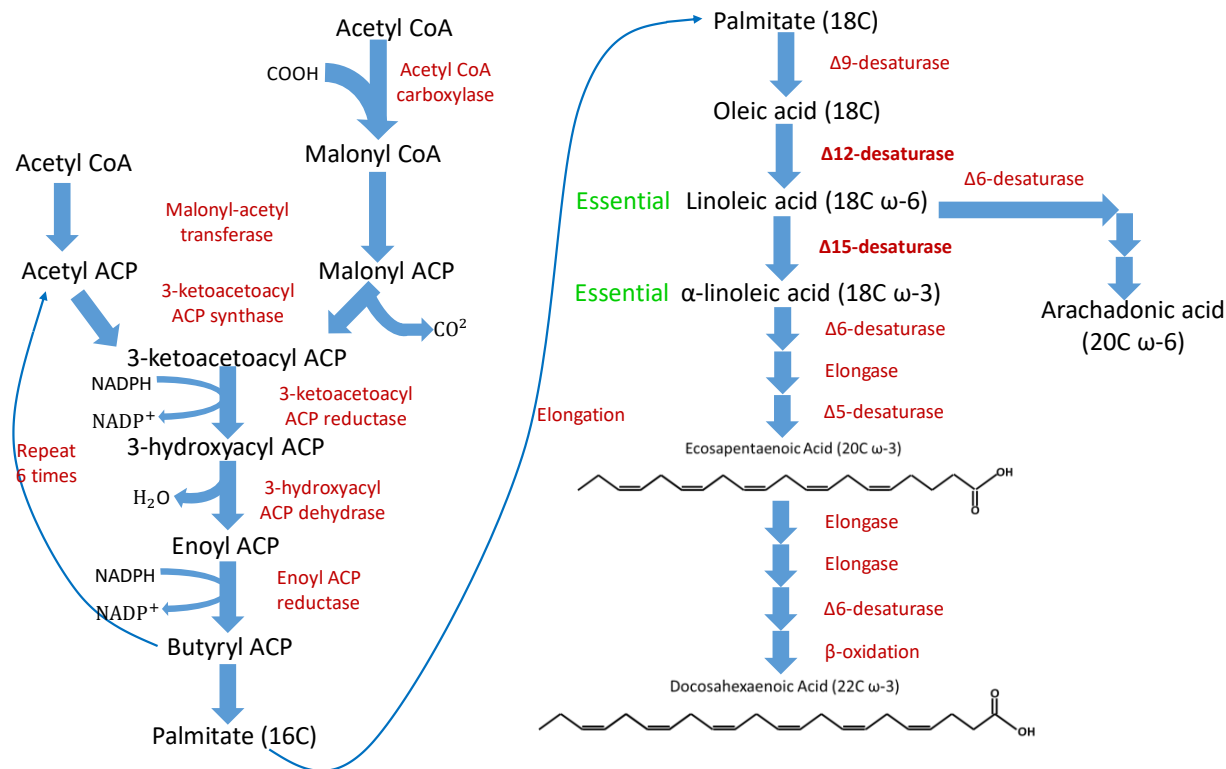 Acetyl CoA
COOH
Acetyl CoA
carboxylase
Malonyl CoA
Acetyl CoA
Malonyl-acetyl
transferase
Acetyl ACP
Malonyl ACP
3-ketoacetoacyl
ACP synthase
CO²
3-ketoacetoacyl ACP
NADPH
NADP⁺
3-ketoacetoacyl
ACP reductase
3-hydroxyacyl ACP
Repeat
6 times
H₂O
3-hydroxyacyl
ACP dehydrase
Enoyl ACP
NADPH
NADP⁺
Enoyl ACP
reductase
Butyryl ACP
Palmitate (16C)
Elongation
Palmitate (18C)
Δ9-desaturase
Oleic acid (18C)
Δ12-desaturase
Essential Linoleic acid (18C ω-6)
Δ6-desaturase
Δ15-desaturase
Essential α-linoleic acid (18C ω-3)
Arachadonic acid
(20C ω-6)
Δ6-desaturase
Elongase
Δ5-desaturase
Ecosapentaenoic Acid (20C ω-3)
OH
O
Elongase
Elongase
Δ6-desaturase
β-oxidation
Docosahexaenoic Acid (22C ω-3)
O
OH